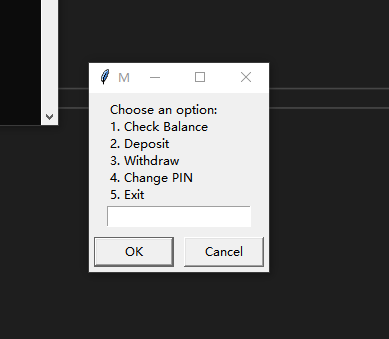 M
Choose an option:
1. Check Balance
2. Deposit
3. Withdraw
4. Change PIN
5. Exit
OK
Cancel